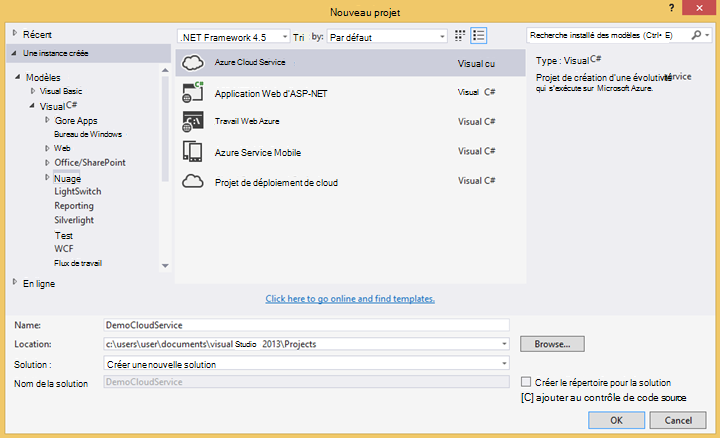 Nouveau projet
?
Récent
.NET Framework 4.5
Tri by:
Par défaut
Recherche installé des modèles (Ctrl+ E)
Une instance créée
Modèles
Visual Basic
Visual C#
Gore Apps
Bureau de Windows
Web
Office/SharePoint
Nuage
LightSwitch
Reporting
Silverlight
Test
WCF
Flux de travail
En ligne
Azure Cloud Service Visual cu
Application Web d'ASP-NET Visual C#
Travail Web Azure Visual C#
Azure Service Mobile Visual C#
Projet de déploiement de cloud Visual C#
Click here to go online and find templates.
Type : Visual C#
Projet de création d'une évolutivité service
qui s'exécute sur Microsoft Azure.
Name: DemoCloudService
Location: c:\users\user\documents\visual Studio 2013\Projects Browse...
Solution : Créer une nouvelle solution
Nom de la solution DemoCloudService
Créer le répertoire pour la solution
[C] ajouter au contrôle de code source
OK Cancel